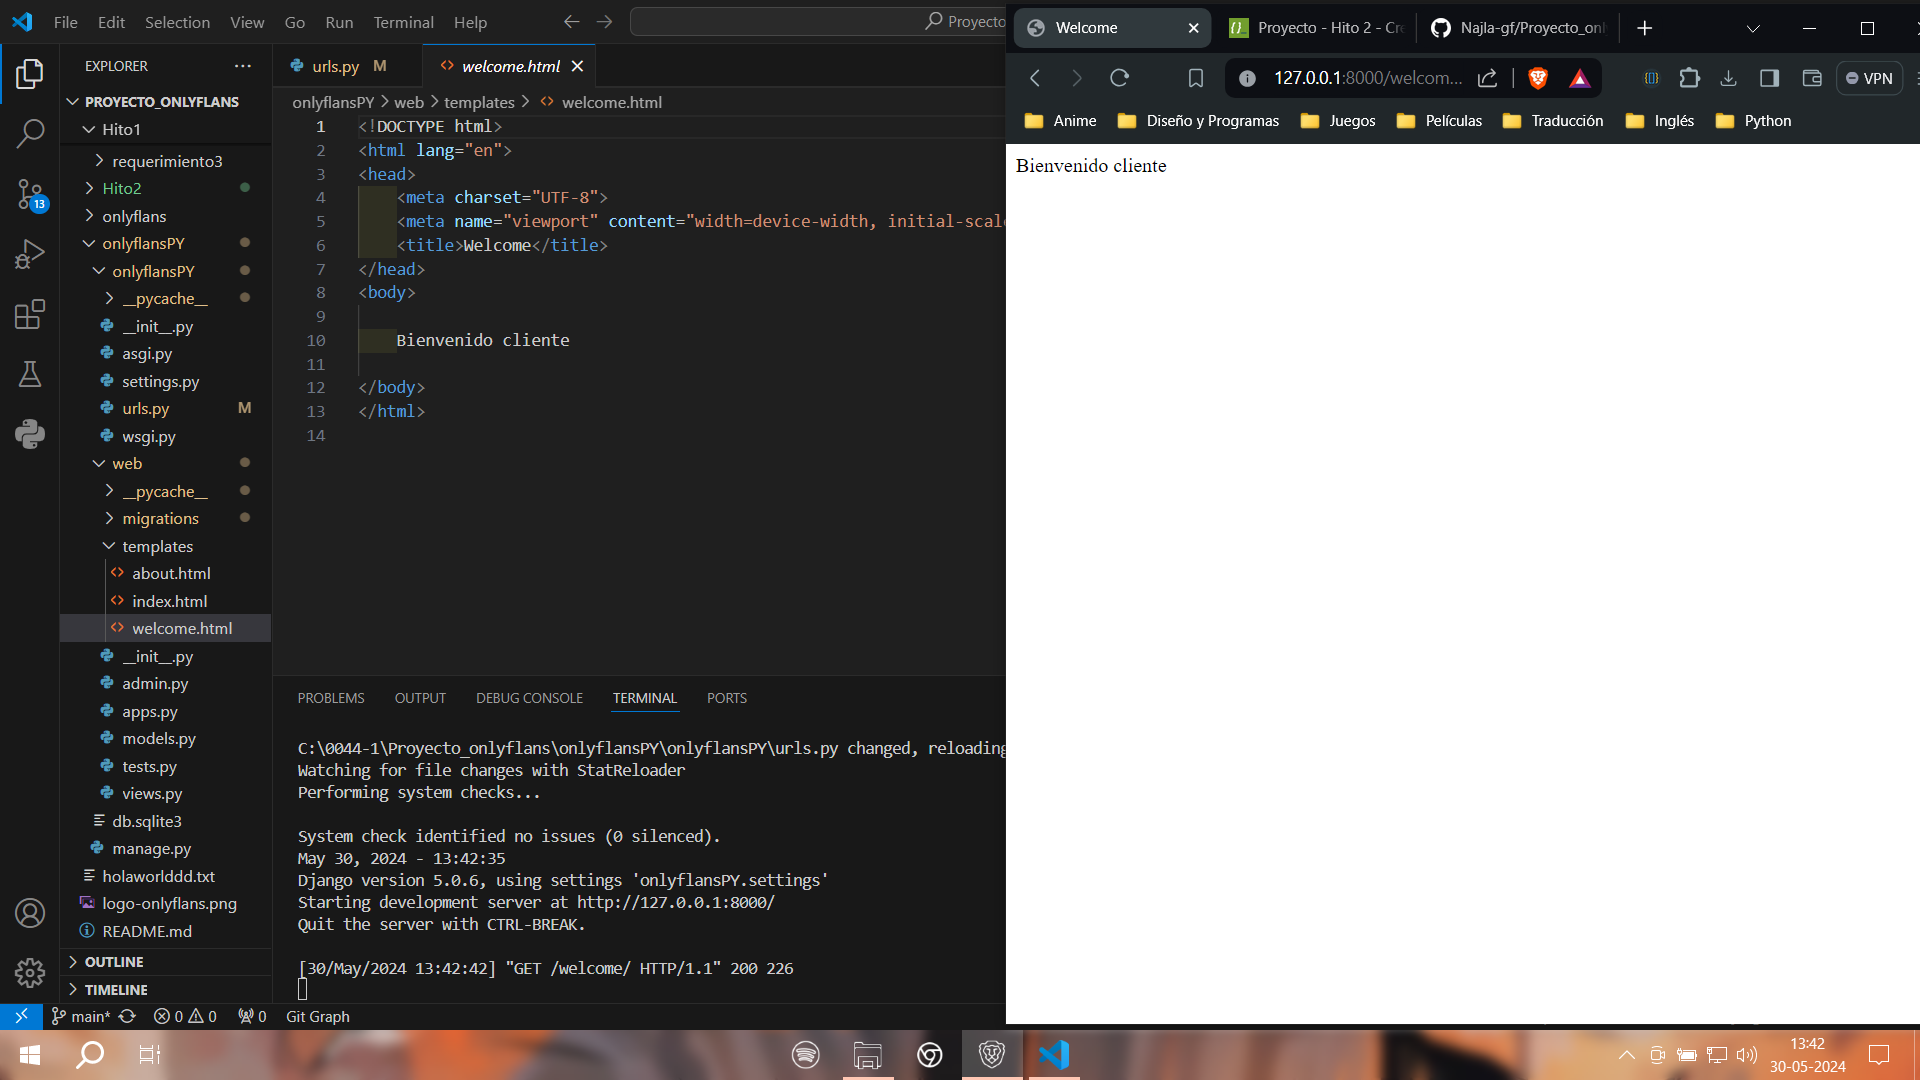 File Edit Selection View Go Run Terminal Help
Proyecto
EXPLORER
PROYECTO_ONLYFLANS
Hito1
requerimiento3
Hito2
onlyflans
onlyflansPY
onlyflansPY
__pycache__
__init__.py
asgi.py
settings.py
urls.py M
wsgi.py
web
__pycache__
migrations
templates
about.html
index.html
welcome.html
__init__.py
admin.py
apps.py
models.py
tests.py
views.py
db.sqlite3
manage.py
holaworlddd.txt
logo-onlyflans.png
README.md
OUTLINE
TIMELINE
13
urls.py M
welcome.html
onlyflansPY > web > templates > <> welcome.html
1 <!DOCTYPE html>
2 <html lang="en">
3 <head>
4 <meta charset="UTF-8">
5 <meta name="viewport" content="width=device-width, initial-scale
6 <title>Welcome</title>
7 </head>
8 <body>
9
10 Bienvenido cliente
11
12 </body>
13 </html>
14
PROBLEMS OUTPUT DEBUG CONSOLE TERMINAL PORTS
C:\0044-1\Proyecto_onlyflans\onlyflansPY\onlyflansPY\urls.py changed, reloading
Watching for file changes with StatReloader
Performing system checks...
System check identified no issues (0 silenced).
May 30, 2024 - 13:42:35
Django version 5.0.6, using settings 'onlyflansPY.settings'
Starting development server at http://127.0.0.1:8000/
Quit the server with CTRL-BREAK.
[30/May/2024 13:42:42] "GET /welcome/ HTTP/1.1" 200 226
main* 0 0 0 Git Graph
Welcome
Proyecto - Hito 2 - Cre
Najla-gf/Proyecto_onl
127.0.0.1:8000/welcom...
VPN
Anime Diseño y Programas Juegos Películas Traducción Inglés Python
Bienvenido cliente
13:42
30-05-2024